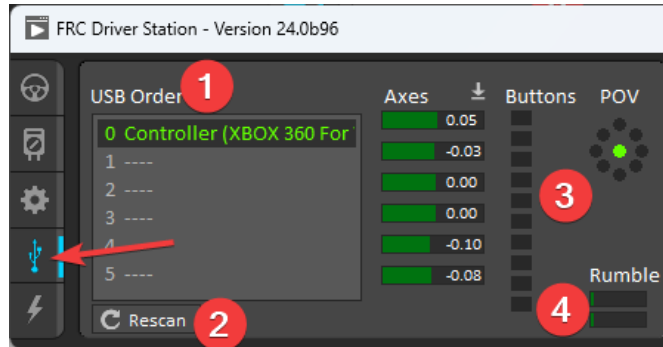 FRC Driver Station - Version 24.0b96
USB Order
1
Axes
Buttons
POV
0 Controller (XBOX 360 For
1 ----
2 ----
3 ----
4
5 ----
0.05
-0.03
0.00
0.00
-0.10
-0.08
3
Rumble
4
Rescan
2